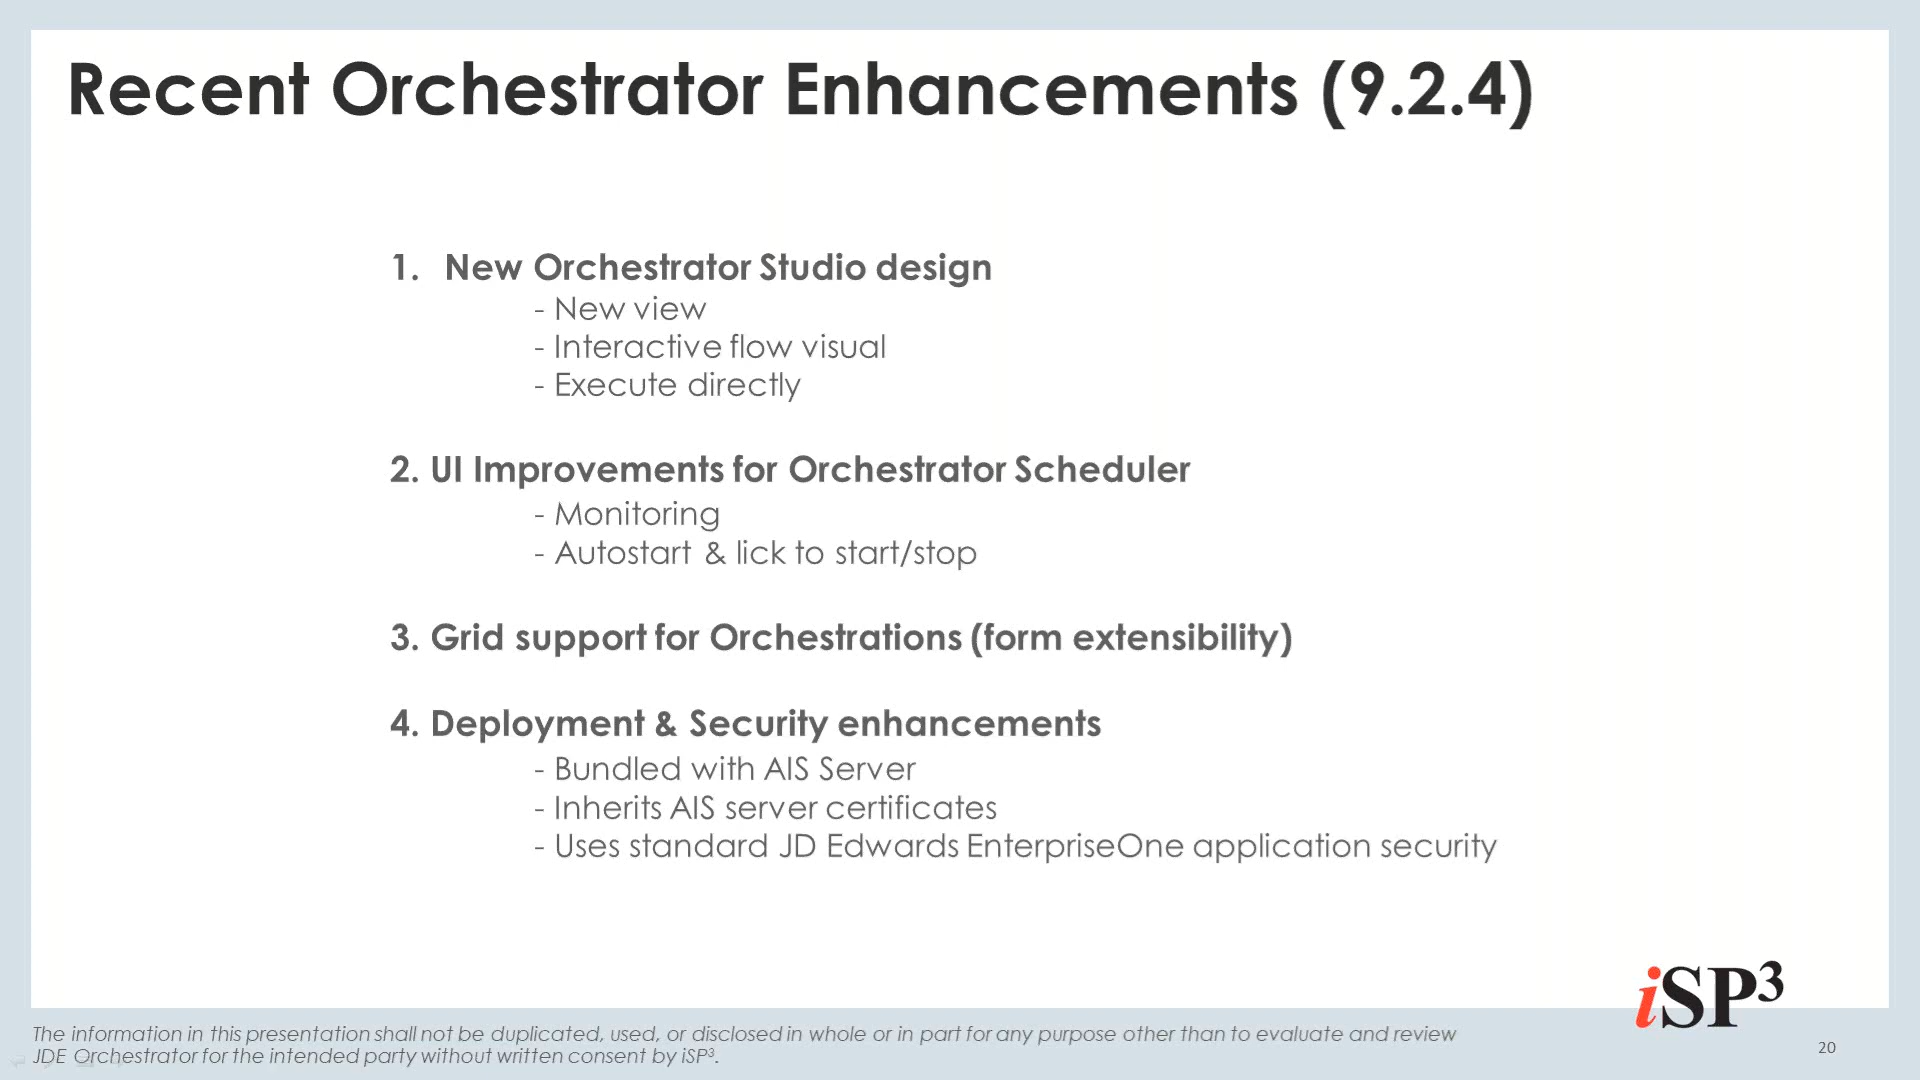 Recent Orchestrator Enhancements (9.2.4)
1. New Orchestrator Studio design
- New view
- Interactive flow visual
- Execute directly
2. UI Improvements for Orchestrator Scheduler
- Monitoring
- Autostart & lick to start/stop
3. Grid support for Orchestrations (form extensibility)
4. Deployment & Security enhancements
- Bundled with AIS Server
- Inherits AIS server certificates
- Uses standard JD Edwards EnterpriseOne application security
iSP³
The information in this presentation shall not be duplicated, used, or disclosed in whole or in part for any purpose other than to evaluate and review
JDE Orchestrator for the intended party without written consent by iSP³.
20